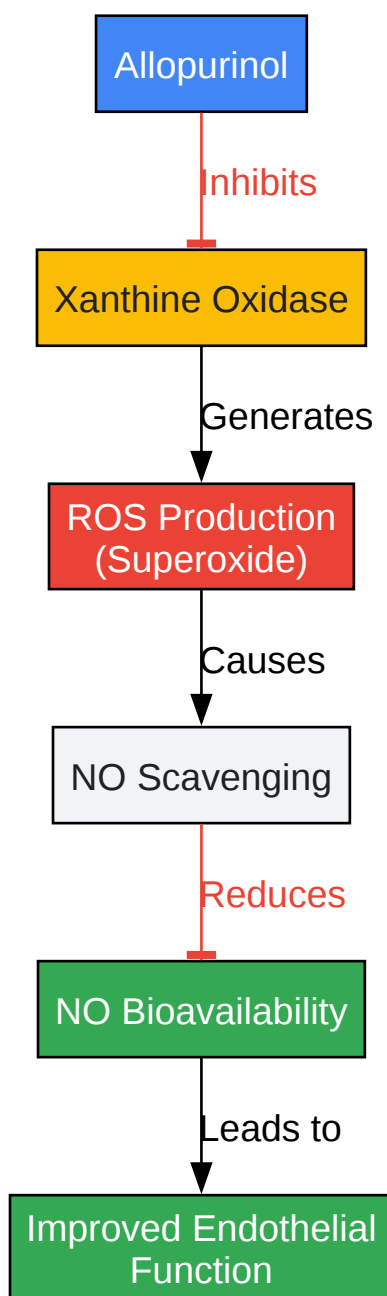 Allopurinol
Inhibits
Xanthine Oxidase
Generates
ROS Production
(Superoxide)
Causes
NO Scavenging
Reduces
NO Bioavailability
Leads to
Improved Endothelial
Function